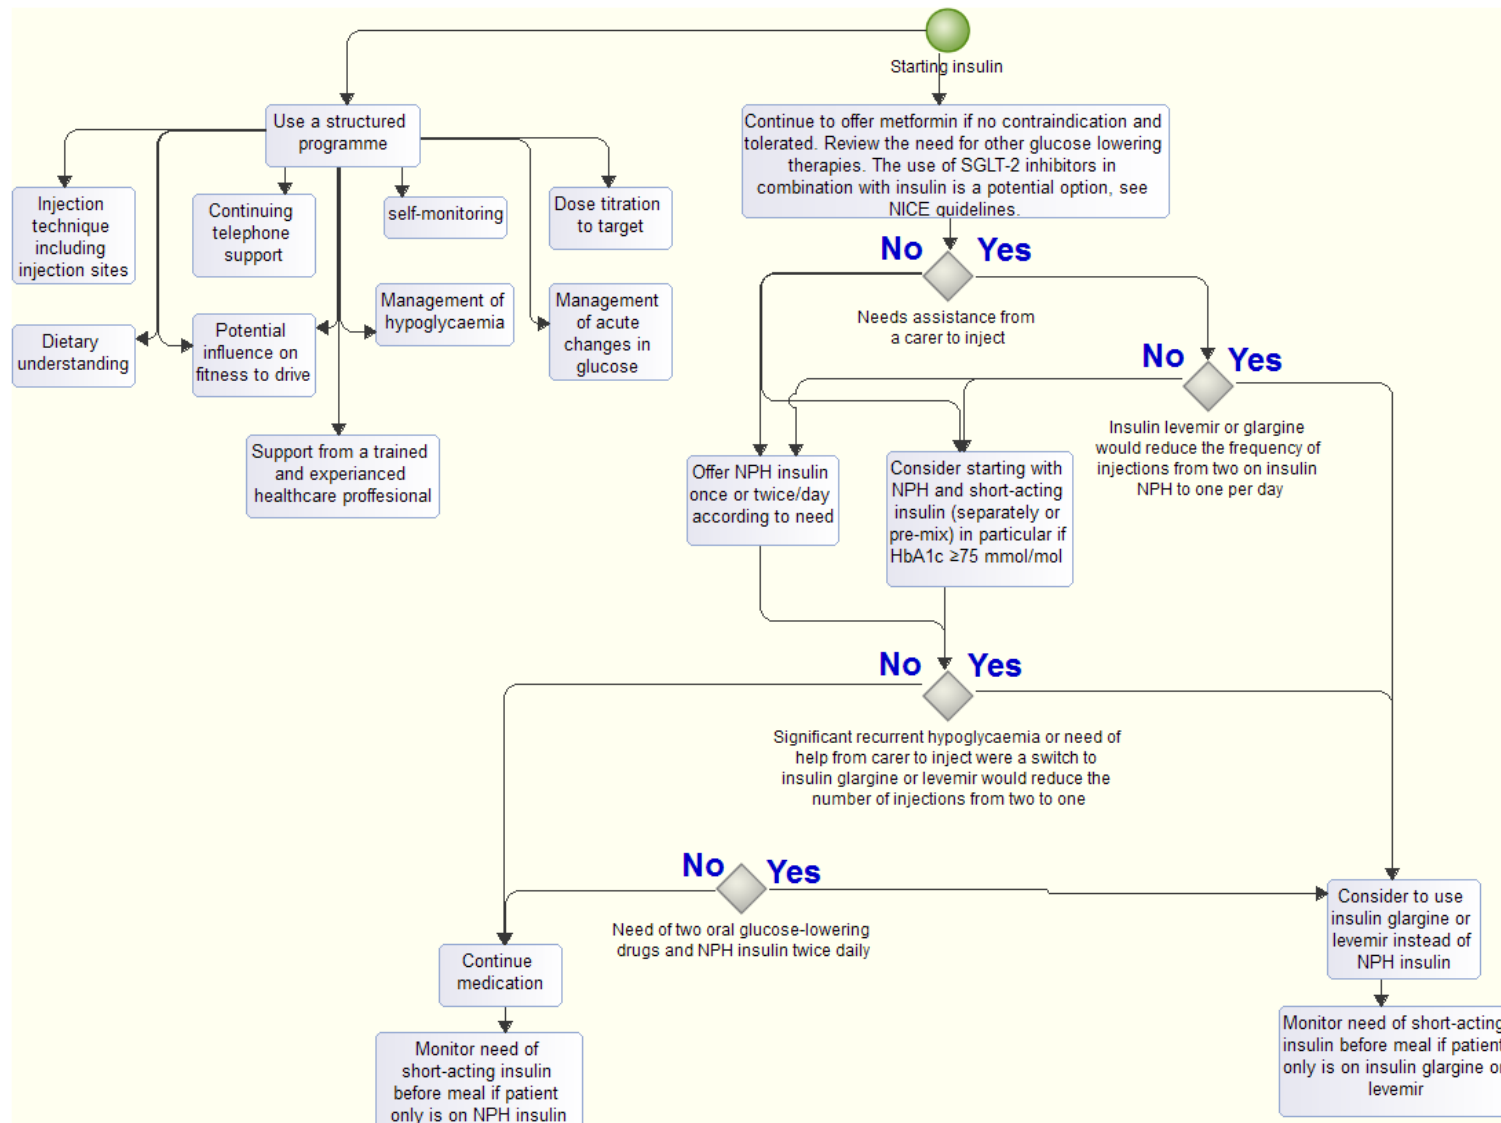 Starting insulin
Use a structured
programme
Injection
technique
including
injection sites
Continuing
telephone
support
self-monitoring
Dose titration
to target
Dietary
understanding
Potential
influence on
fitness to drive
Management of
hypoglycaemia
Management
of acute
changes in
glucose
Support from a trained
and experianced
healthcare proffesional
Continue to offer metformin if no contraindication and
tolerated. Review the need for other glucose lowering
therapies. The use of SGLT-2 inhibitors in
combination with insulin is a potential option, see
NICE guidelines.
No
Yes
Needs assistance from
a carer to inject
No
Yes
Insulin levemir or glargine
would reduce the frequency of
injections from two on insulin
NPH to one per day
Offer NPH insulin
once or twice/day
according to need
Consider starting with
NPH and short-acting
insulin (separately or
pre-mix) in particular if
HbA1c ≥75 mmol/mol
No
Yes
Significant recurrent hypoglycaemia or need of
help from carer to inject were a switch to
insulin glargine or levemir would reduce the
number of injections from two to one
No
Yes
Need of two oral glucose-lowering
drugs and NPH insulin twice daily
Continue
medication
Monitor need of
short-acting insulin
before meal if patient
only is on NPH insulin
Consider to use
insulin glargine or
levemir instead of
NPH insulin
Monitor need of short-acting
insulin before meal if patient
only is on insulin glargine or
levemir